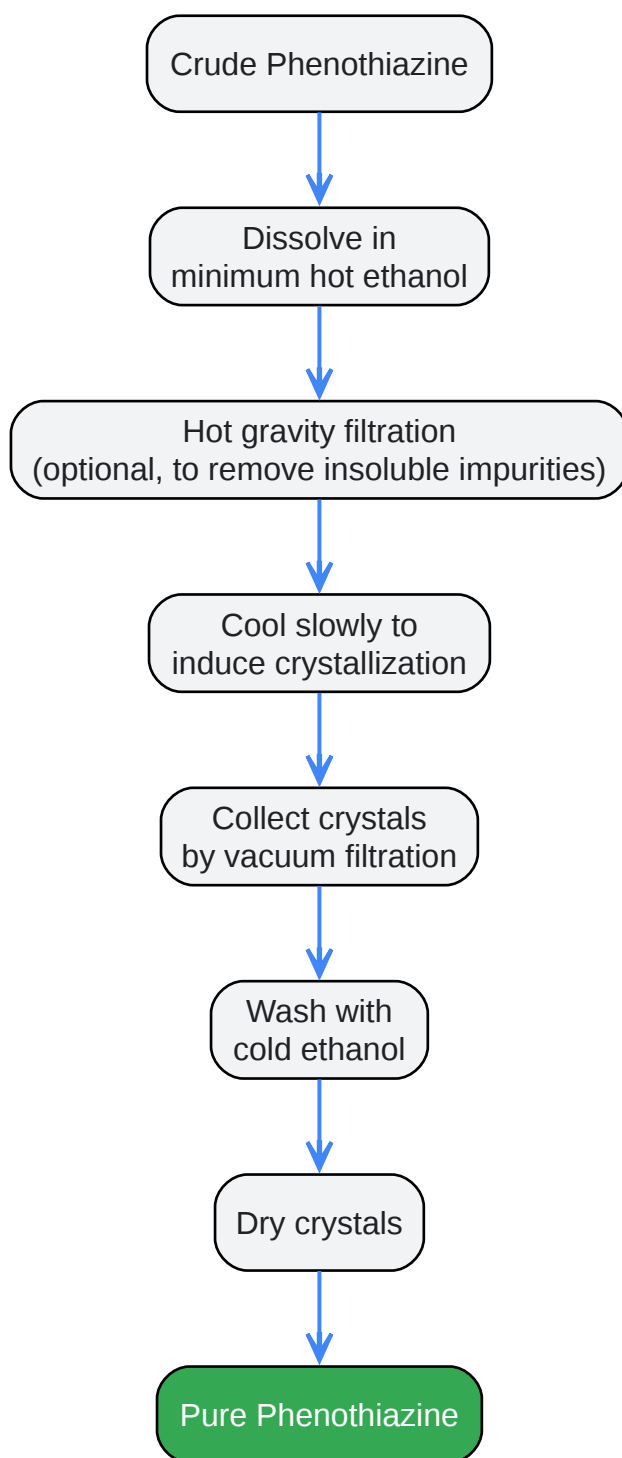 Crude Phenothiazine
Dissolve in
minimum hot ethanol
Hot gravity filtration
(optional, to remove insoluble impurities)
Cool slowly to
induce crystallization
Collect crystals
by vacuum filtration
Wash with
cold ethanol
Dry crystals
Pure Phenothiazine